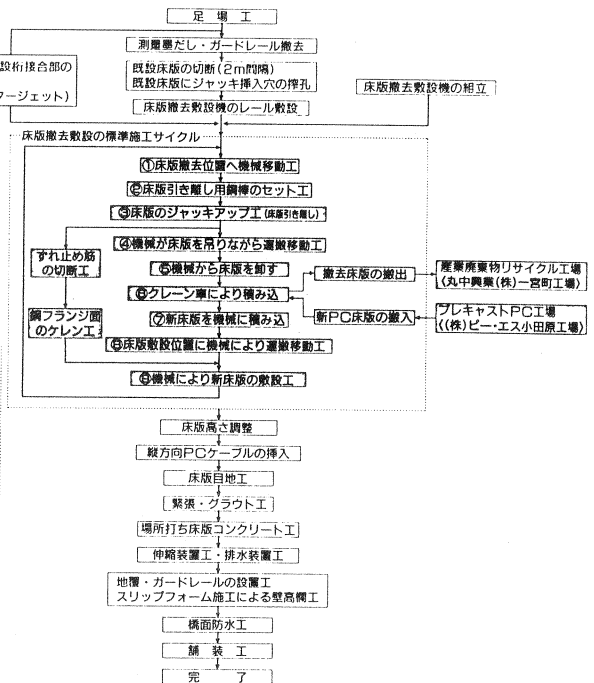 足場工
測量墨だし・ガードレール撤去
設桁接合部の
ージェット)
既設床版の切断(2m間隔)
既設床版にジャッキ挿入穴の搾孔
床版撤去敷設機の組立
床版撤去敷設機のレール敷設
床版撤去敷設の標準施工サイクル
①床版撤去位置へ機械移動工
②床版引き離し用鋼棒のセット工
③床版のジャッキアップ工(床版引き離し)
④機械が床版を吊りながら運搬移動工
ずれ止め筋
の切断工
⑤機械から床版を卸す
撤去床版の搬出
産業廃棄物リサイクル工場
(丸中興業(株)一宮町工場)
⑥クレーン車により積み込
鋼フランジ面
のケレン工
⑦新床版を機械に積み込
新PC床版の搬入
プレキャストPC工場
((株)ピー・エス小田原工場)
⑧床版敷設位置に機械により運搬移動工
⑨機械により新床版の敷設工
床版高さ調整
縦方向PCケーブルの挿入
床版目地工
緊張・グラウト工
場所打ち床版コンクリート工
伸縮装置工・排水装置工
地覆・ガードレールの設置工
スリップフォーム施工による壁高欄工
橋面防水工
舗装工
完了